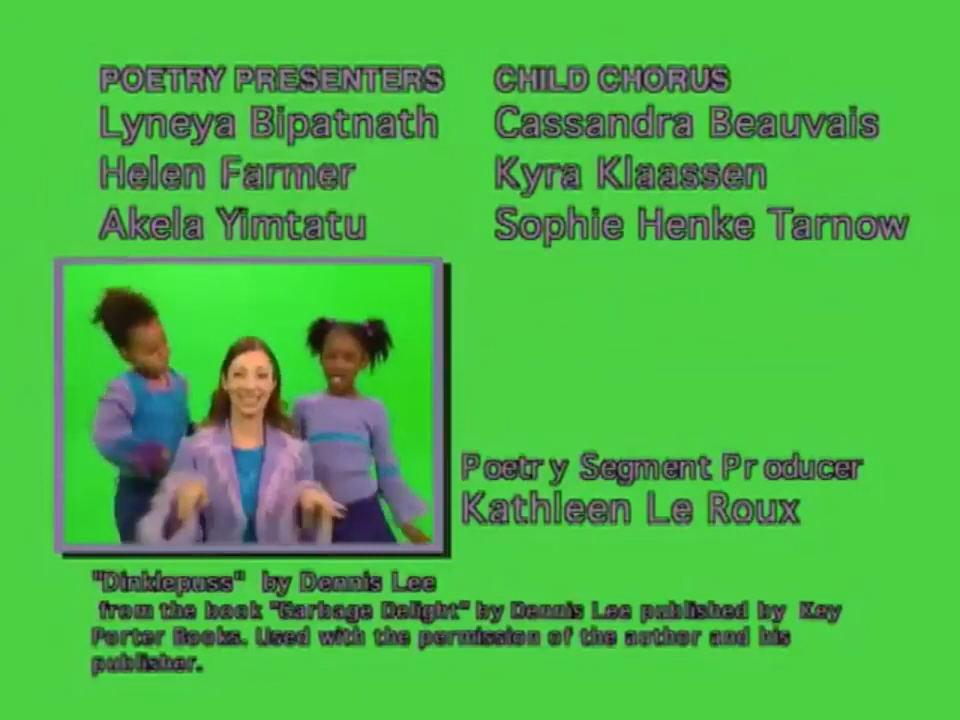 POETRY PRESENTERS
Lyneya Bipatnath
Helen Farmer
Akela Yimtatu
CHILD CHORUS
Cassandra Beauvais
Kyra Klaassen
Sophie Henke Tarnow
Poetry Segment Producer
Kathleen Le Roux
"Dinklepuss" by Dennis Lee
from the book "Garbage Delight" by Dennis Lee published by Key
Porter Books. Used with the permission of the author and his
publisher.